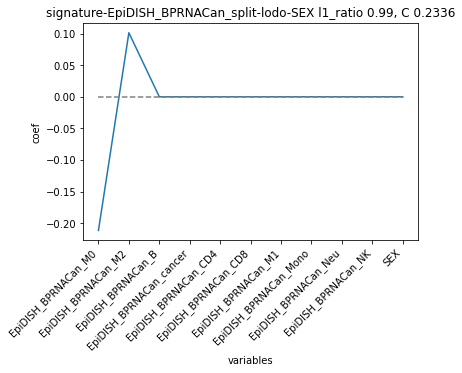 signature-EpiDISH_BPRNACan_split-lodo-SEX l1_ratio 0.99, C 0.2336
0.10
0.05
0.00
−0.05
−0.10
−0.15
−0.20
coef
EpiDISH_BPRNACan_M0
EpiDISH_BPRNACan_M2
EpiDISH_BPRNACan_B
EpiDISH_BPRNACan_cancer
EpiDISH_BPRNACan_CD4
EpiDISH_BPRNACan_CD8
EpiDISH_BPRNACan_M1
EpiDISH_BPRNACan_Mono
EpiDISH_BPRNACan_Neu
EpiDISH_BPRNACan_NK
SEX
variables